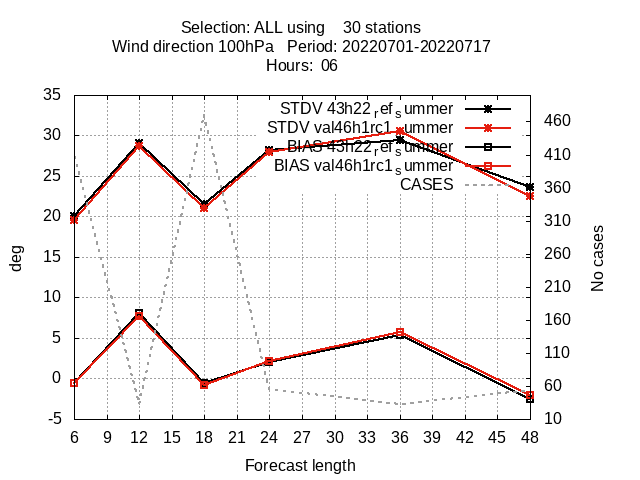 Selection: ALL using    30 stations
Wind direction 100hPa   Period: 20220701-20220717
Hours:  06
STDV 43h22_ref_summer
STDV val46h1rc1_summer
BIAS 43h22_ref_summer
BIAS val46h1rc1_summer
CASES
35
30
25
20
15
10
5
0
-5
deg
460
410
360
310
260
210
160
110
60
10
No cases
6 9 12 15 18 21 24 27 30 33 36 39 42 45 48
Forecast length